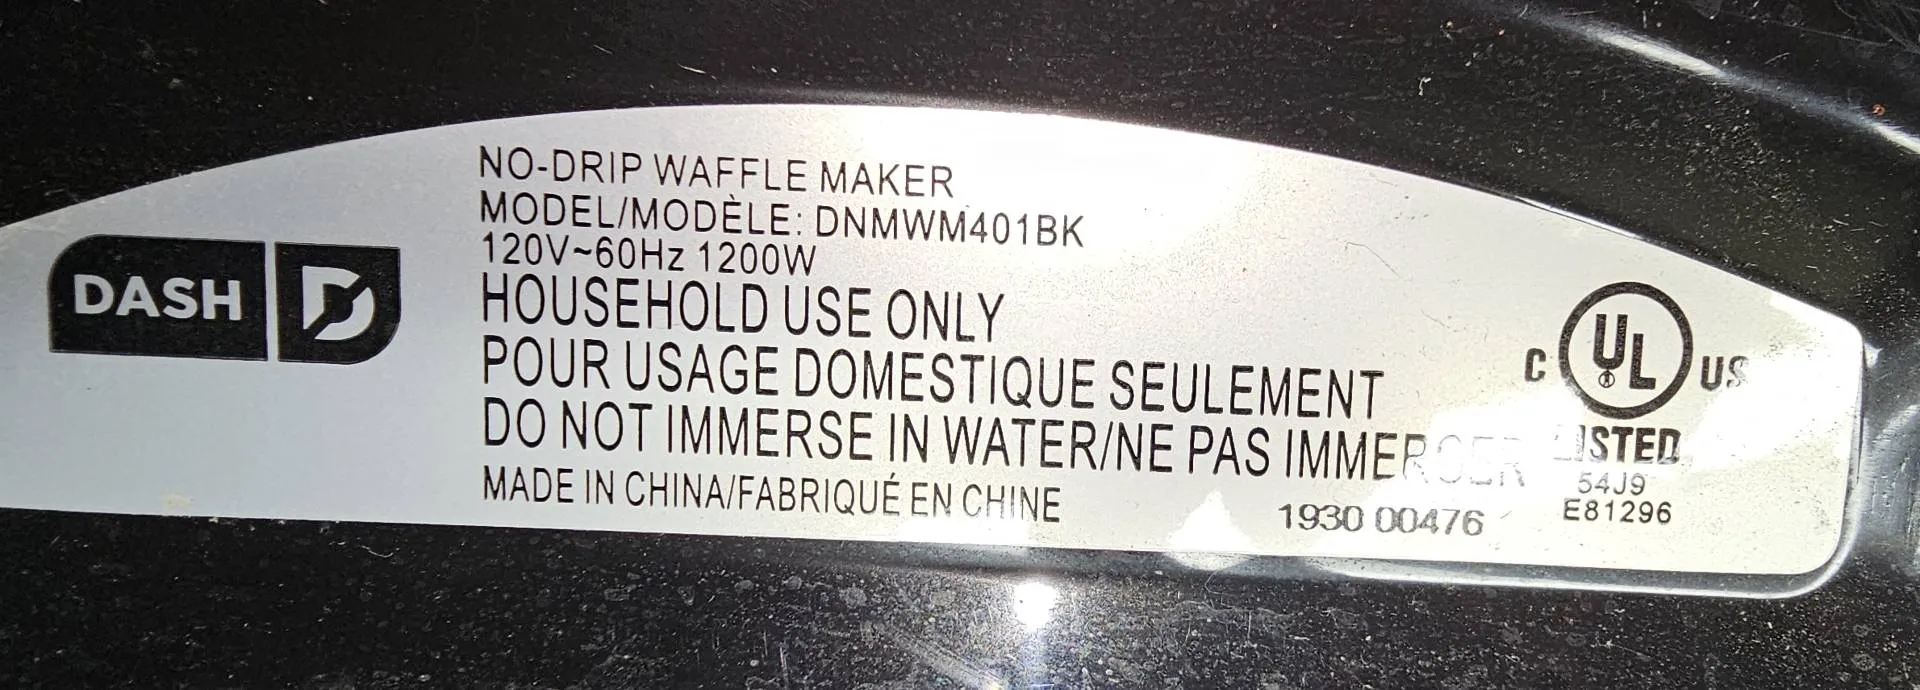 DASH
NO-DRIP WAFFLE MAKER
MODEL/MODÈLE: DNMWM401BK
120V~60Hz 1200W
HOUSEHOLD USE ONLY
POUR USAGE DOMESTIQUE SEULEMENT
DO NOT IMMERSE IN WATER/NE PAS IMMERGER
MADE IN CHINA/FABRIQUÉ EN CHINE
1930 00476
C UL US
LISTED
54J9
E81296